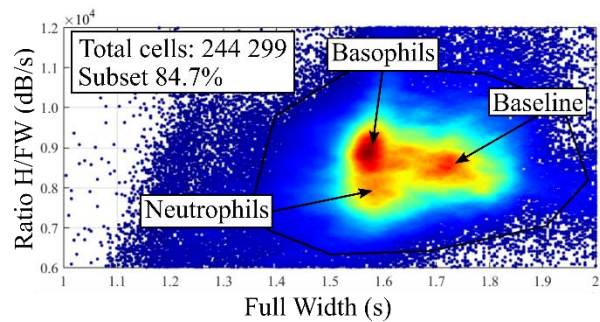 ×10⁴
Total cells: 244 299
Subset 84.7%
Basophils
Baseline
Neutrophils
Ratio H/FW (dB/s)
1.2
1.1
1
0.9
0.8
0.7
0.6
1
1.1
1.2
1.3
1.4
1.5
1.6
1.7
1.8
1.9
2
Full Width (s)